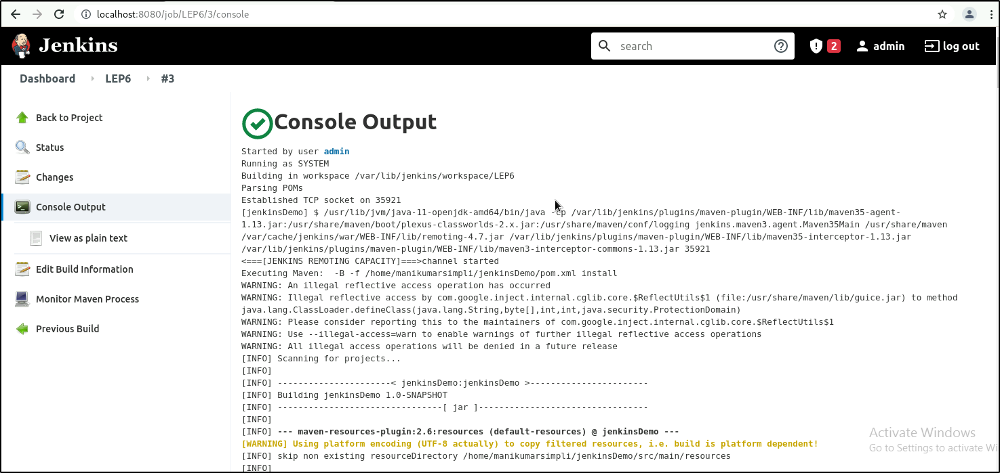 localhost:8080/job/LEP6/3/console
Jenkins
search
2
admin
log out
Dashboard
LEP6
#3
Back to Project
Status
Changes
Console Output
View as plain text
Edit Build Information
Monitor Maven Process
Previous Build
Console Output
Started by user admin
Running as SYSTEM
Building in workspace /var/lib/jenkins/workspace/LEP6
Parsing POMs
Established TCP socket on 35921
[jenkinsDemo] $ /usr/lib/jvm/java-11-openjdk-amd64/bin/java -cp /var/lib/jenkins/plugins/maven-plugin/WEB-INF/lib/maven35-agent-
1.13.jar:/usr/share/maven/boot/plexus-classworlds-2.x.jar:/usr/share/maven/conf/logging jenkins.maven3.agent.Maven35Main /usr/share/maven
/var/cache/jenkins/war/WEB-INF/lib/remoting-4.7.jar /var/lib/jenkins/plugins/maven-plugin/WEB-INF/lib/maven35-interceptor-1.13.jar
/var/lib/jenkins/plugins/maven-plugin/WEB-INF/lib/maven3-interceptor-commons-1.13.jar 35921
<===[JENKINS REMOTING CAPACITY]===>channel started
Executing Maven:  -B -f /home/manikumarsimpli/jenkinsDemo/pom.xml install
WARNING: An illegal reflective access operation has occurred
WARNING: Illegal reflective access by com.google.inject.internal.cglib.core.$ReflectUtils$1 (file:/usr/share/maven/lib/guice.jar) to method
java.lang.ClassLoader.defineClass(java.lang.String,byte[],int,int,java.security.ProtectionDomain)
WARNING: Please consider reporting this to the maintainers of com.google.inject.internal.cglib.core.$ReflectUtils$1
WARNING: Use --illegal-access=warn to enable warnings of further illegal reflective access operations
WARNING: All illegal access operations will be denied in a future release
[INFO] Scanning for projects...
[INFO]
[INFO] ----------------------< jenkinsDemo:jenkinsDemo >-----------------------
[INFO] Building jenkinsDemo 1.0-SNAPSHOT
[INFO] --------------------------------[ jar ]---------------------------------
[INFO]
[INFO] --- maven-resources-plugin:2.6:resources (default-resources) @ jenkinsDemo ---
[WARNING] Using platform encoding (UTF-8 actually) to copy filtered resources, i.e. build is platform dependent!
[INFO] skip non existing resourceDirectory /home/manikumarsimpli/jenkinsDemo/src/main/resources
[INFO]
Activate Windows
Go to Settings to activate Wi